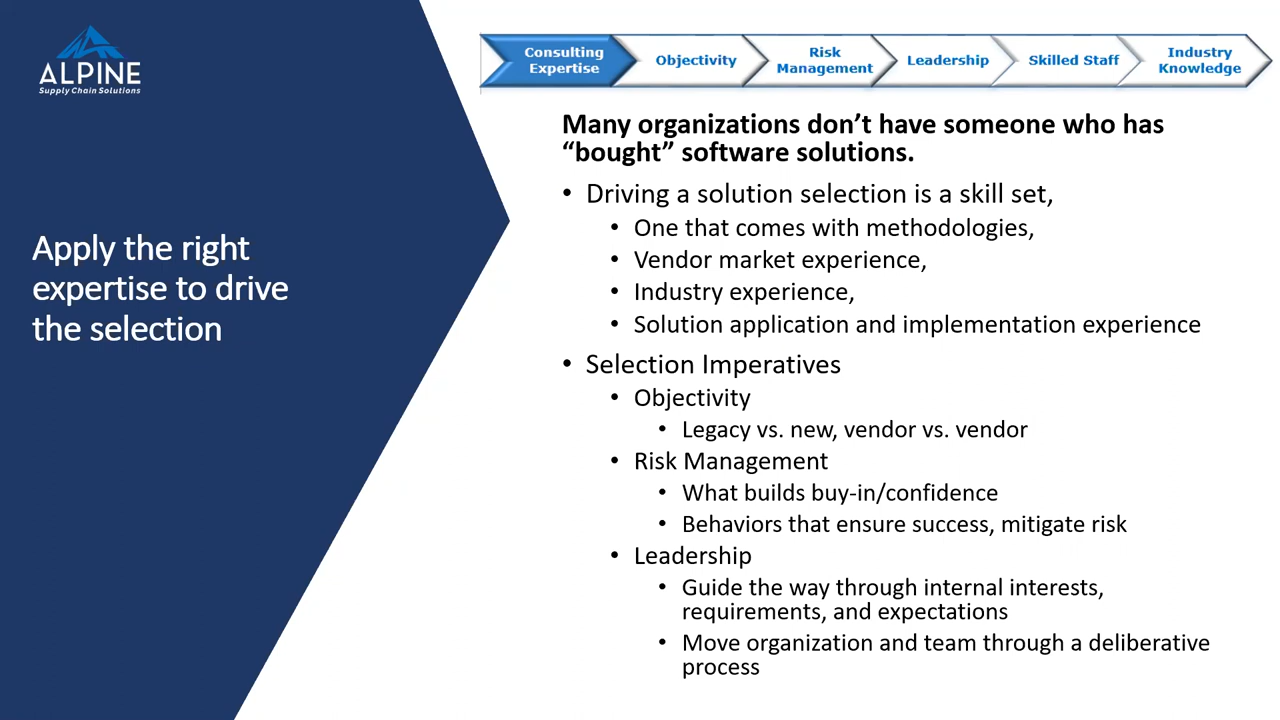 ALPINE
Supply Chain Solutions
Consulting
Expertise
Objectivity
Risk
Management
Leadership
Skilled Staff
Industry
Knowledge
Apply the right
expertise to drive
the selection
Many organizations don’t have someone who has
“bought” software solutions.
• Driving a solution selection is a skill set,
• One that comes with methodologies,
• Vendor market experience,
• Industry experience,
• Solution application and implementation experience
• Selection Imperatives
• Objectivity
• Legacy vs. new, vendor vs. vendor
• Risk Management
• What builds buy-in/confidence
• Behaviors that ensure success, mitigate risk
• Leadership
• Guide the way through internal interests,
requirements, and expectations
• Move organization and team through a deliberative
process